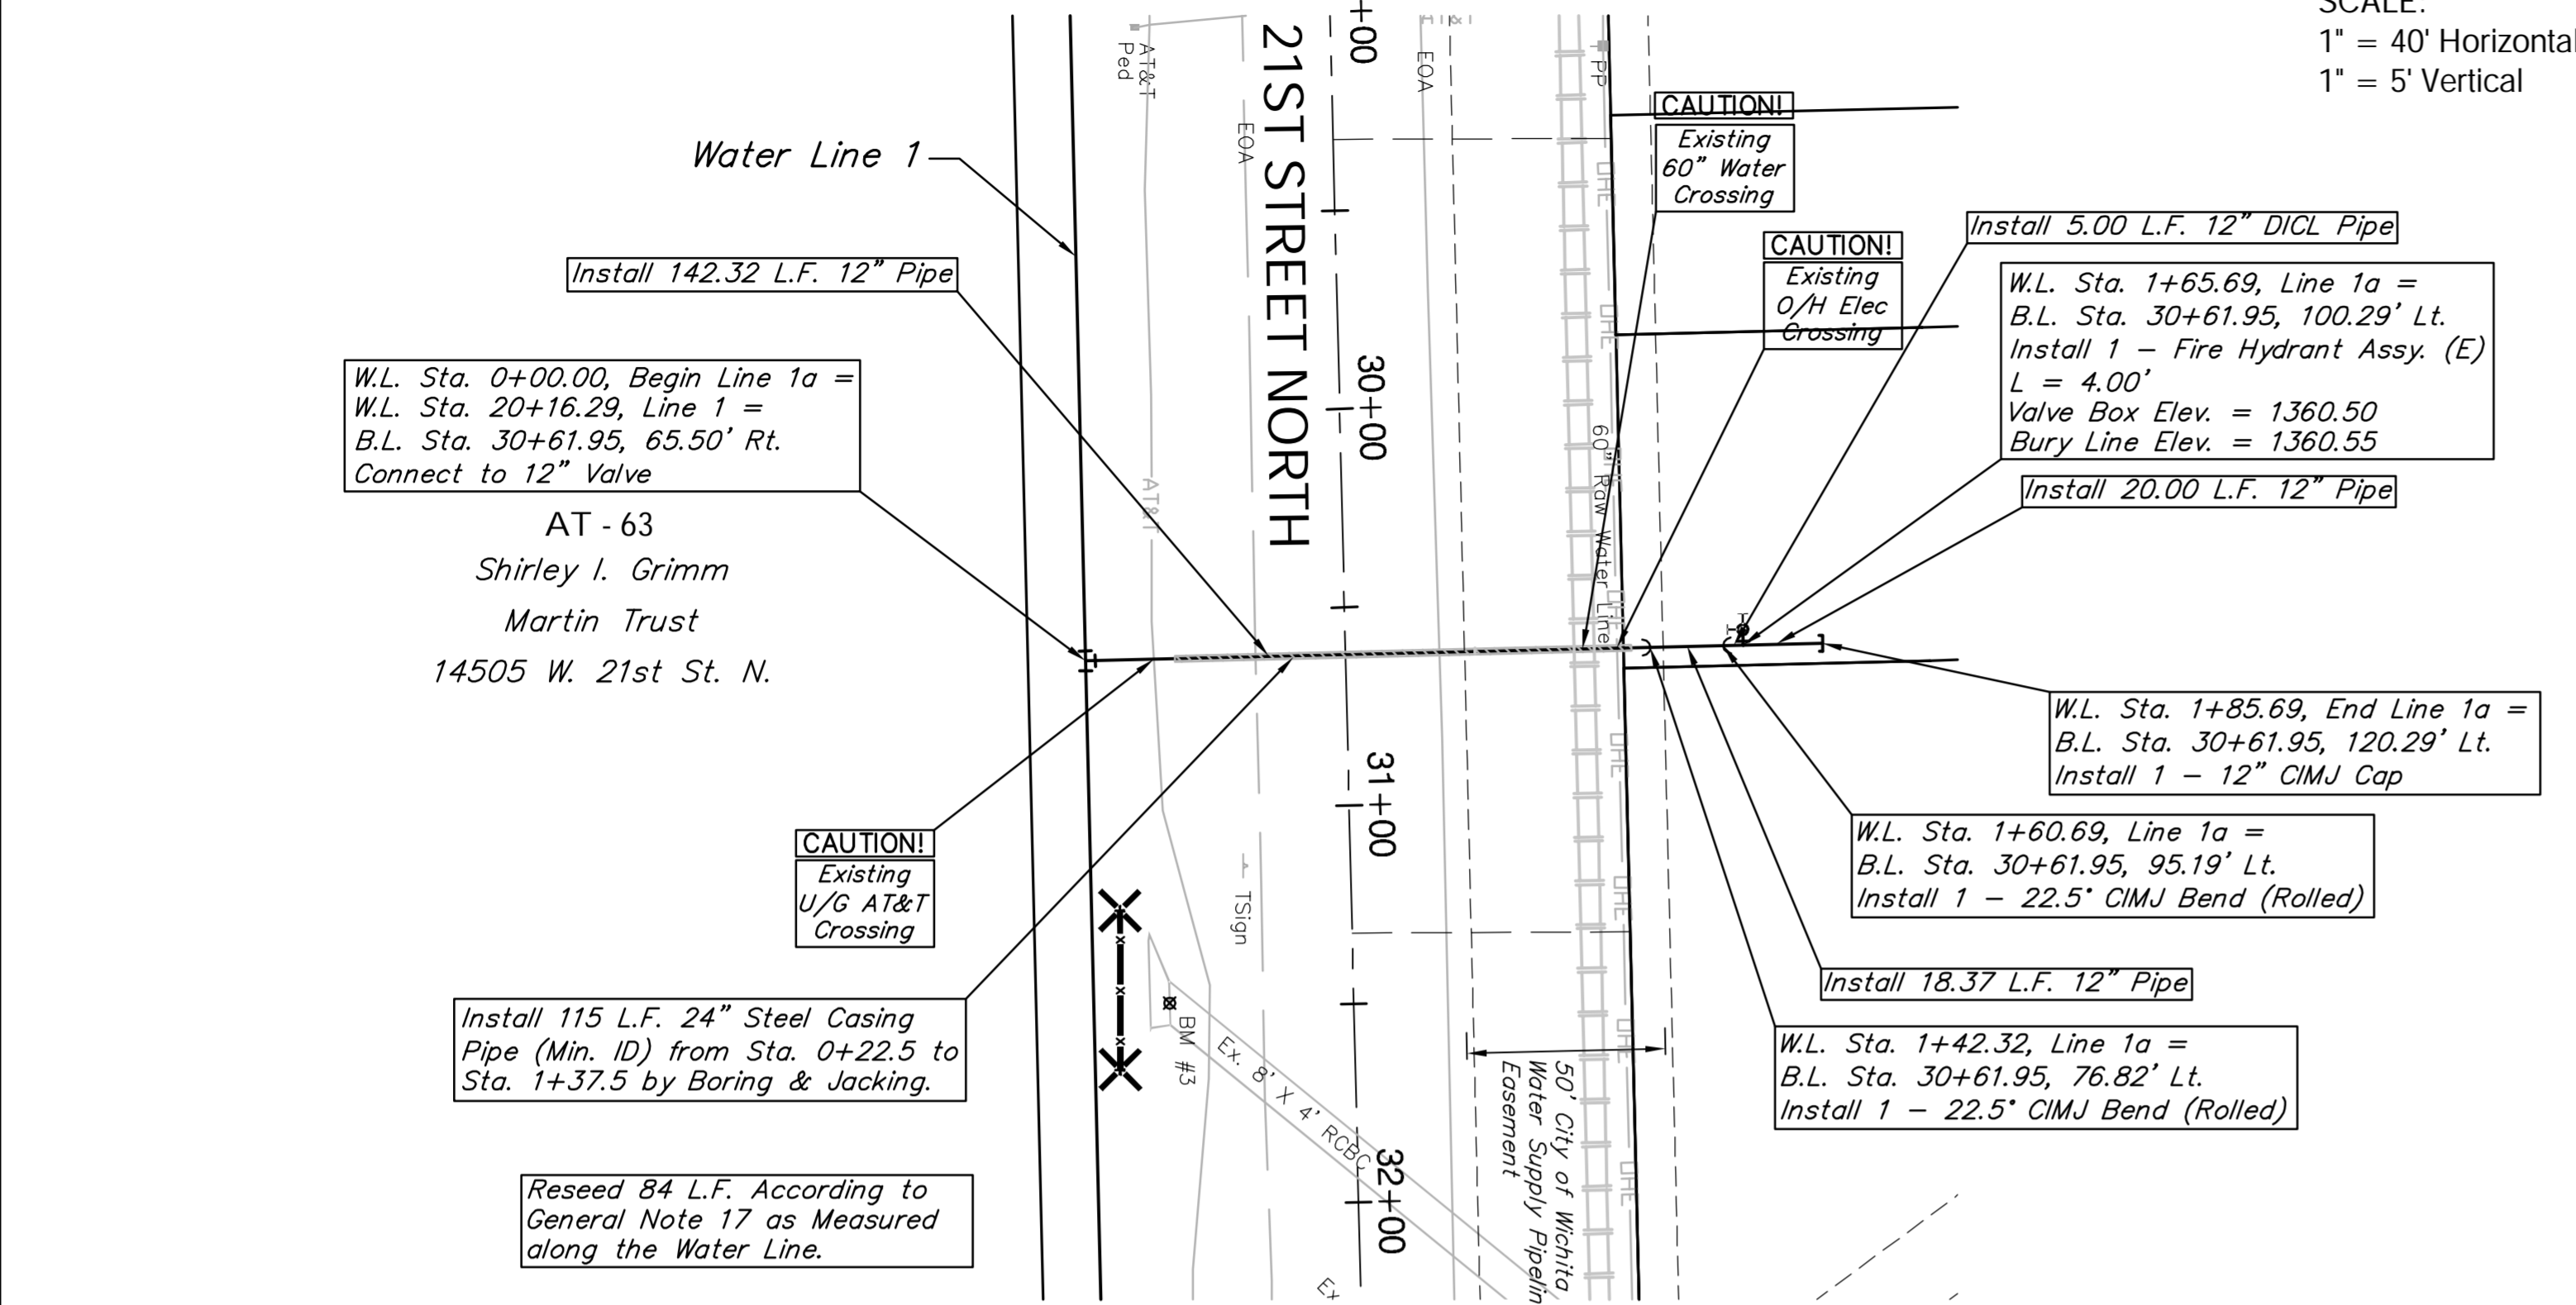 SCALE:
1" = 40' Horizontal
1" = 5' Vertical
Water Line 1
Install 142.32 L.F. 12" Pipe
W.L. Sta. 0+00.00, Begin Line 1a =
W.L. Sta. 20+16.29, Line 1 =
B.L. Sta. 30+61.95, 65.50' Rt.
Connect to 12" Valve
AT - 63
Shirley I. Grimm
Martin Trust
14505 W. 21st St. N.
CAUTION!
Existing
U/G AT&T
Crossing
Install 115 L.F. 24" Steel Casing
Pipe (Min. ID) from Sta. 0+22.5 to
Sta. 1+37.5 by Boring & Jacking.
Reseed 84 L.F. According to
General Note 17 as Measured
along the Water Line.
AT&T
Ped
AT&T
EOA
21ST STREET NORTH
+00
30+00
31+00
32+00
AT&T
EOA
PP
OHE
OHE
60" Raw Water Line
OHE
OHE
OHE
OHE
OHE
TSign
BM #3
Ex. 8' X 4' RCBC
Ex
50' City of Wichita
Water Supply Pipelin
Easement
CAUTION!
Existing
60" Water
Crossing
CAUTION!
Existing
O/H Elec
Crossing
Install 5.00 L.F. 12" DICL Pipe
W.L. Sta. 1+65.69, Line 1a =
B.L. Sta. 30+61.95, 100.29' Lt.
Install 1 - Fire Hydrant Assy. (E)
L = 4.00'
Valve Box Elev. = 1360.50
Bury Line Elev. = 1360.55
Install 20.00 L.F. 12" Pipe
W.L. Sta. 1+85.69, End Line 1a =
B.L. Sta. 30+61.95, 120.29' Lt.
Install 1 - 12" CIMJ Cap
W.L. Sta. 1+60.69, Line 1a =
B.L. Sta. 30+61.95, 95.19' Lt.
Install 1 - 22.5° CIMJ Bend (Rolled)
Install 18.37 L.F. 12" Pipe
W.L. Sta. 1+42.32, Line 1a =
B.L. Sta. 30+61.95, 76.82' Lt.
Install 1 - 22.5° CIMJ Bend (Rolled)